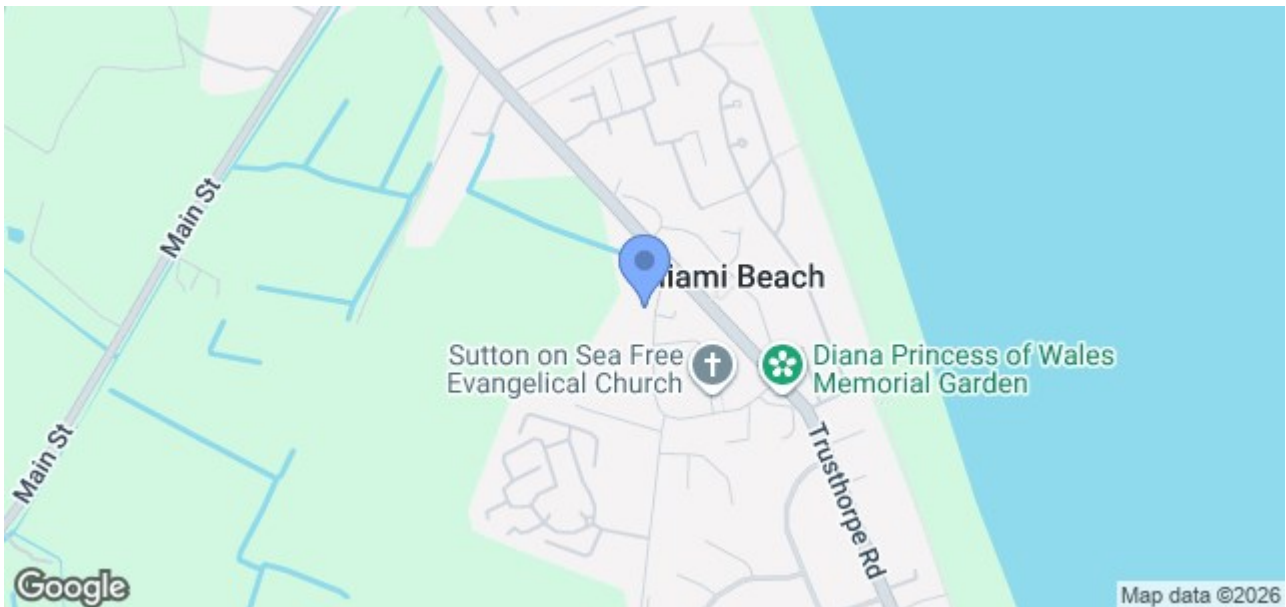 Main St
iami Beach
Sutton on Sea Free
Evangelical Church
Diana Princess of Wales
Memorial Garden
Main St
Trusthorpe Rd
Google
Map data ©2026